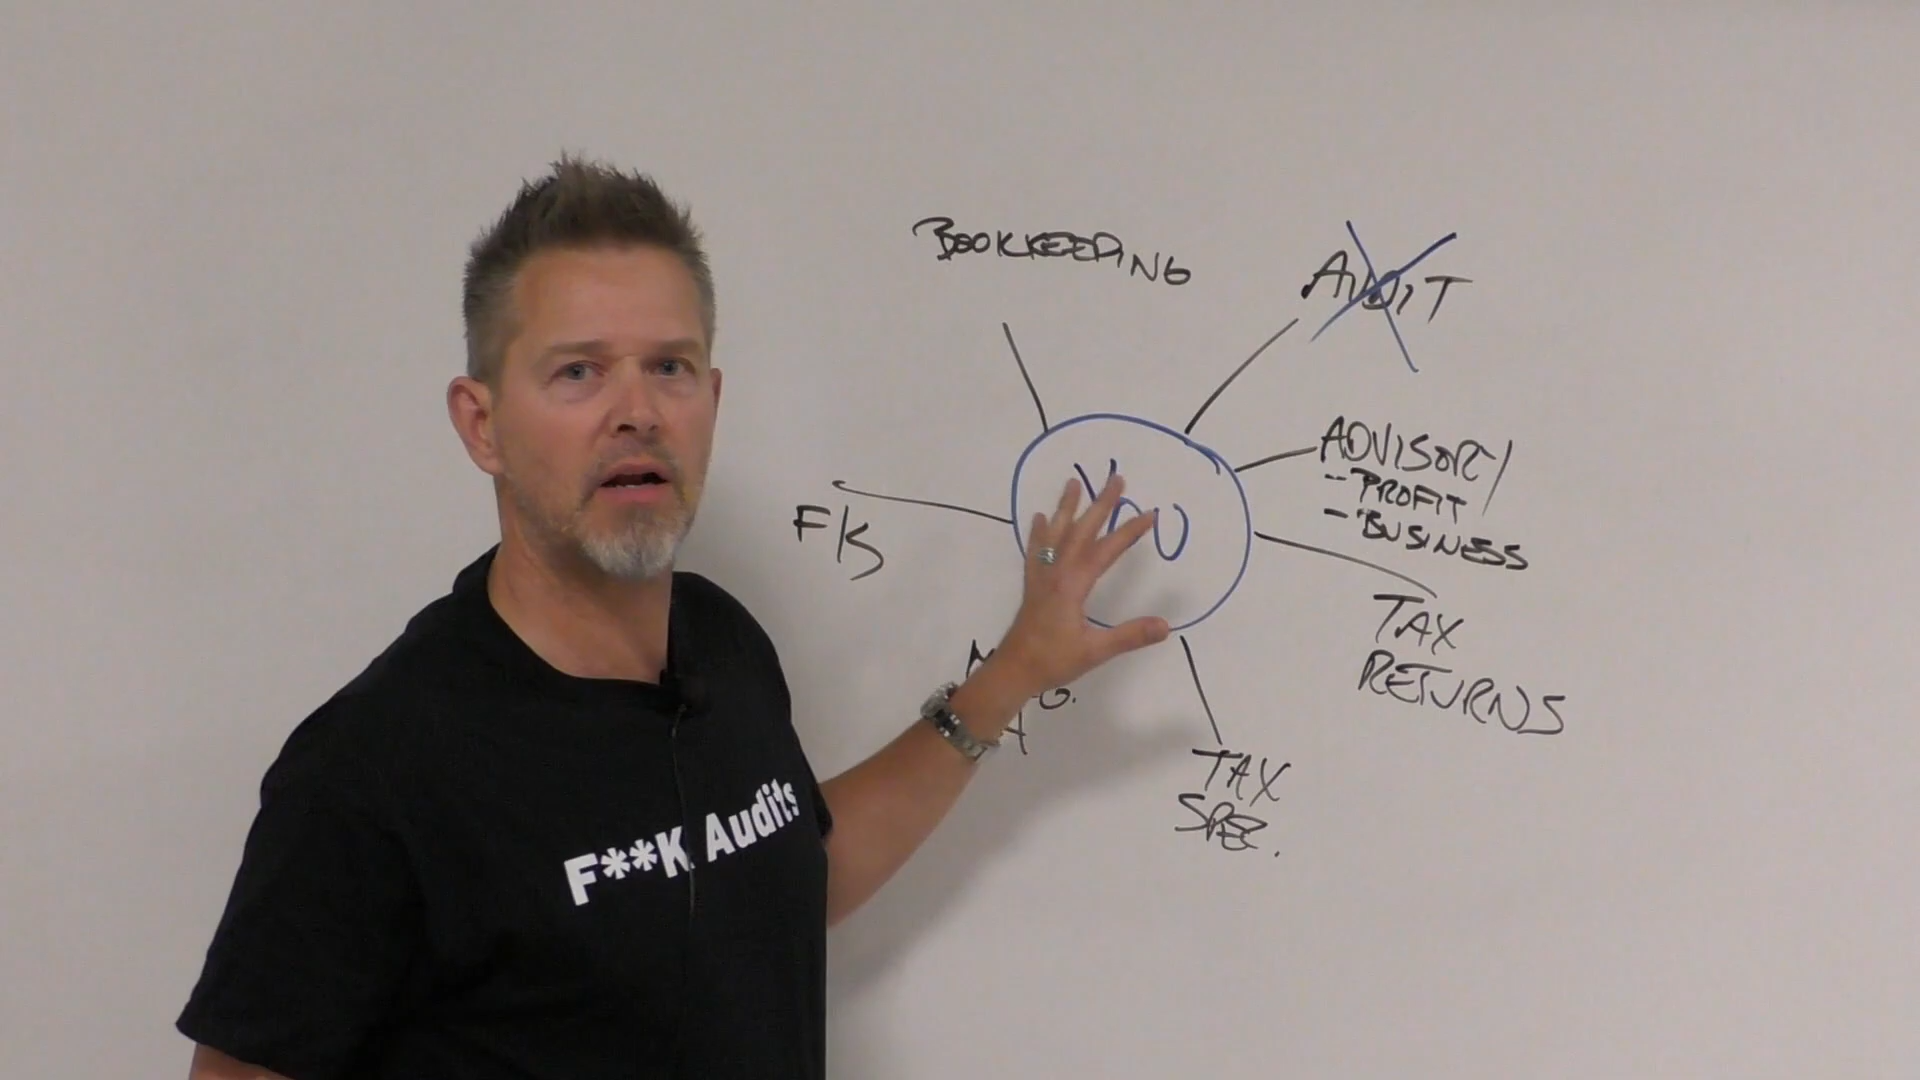 BOOKKEEPING
AUDIT
ADVISORY
- PROFIT
- BUSINESS
YOU
F/S
TAX
RETURNS
TAX
SPEC.
F**K Audits